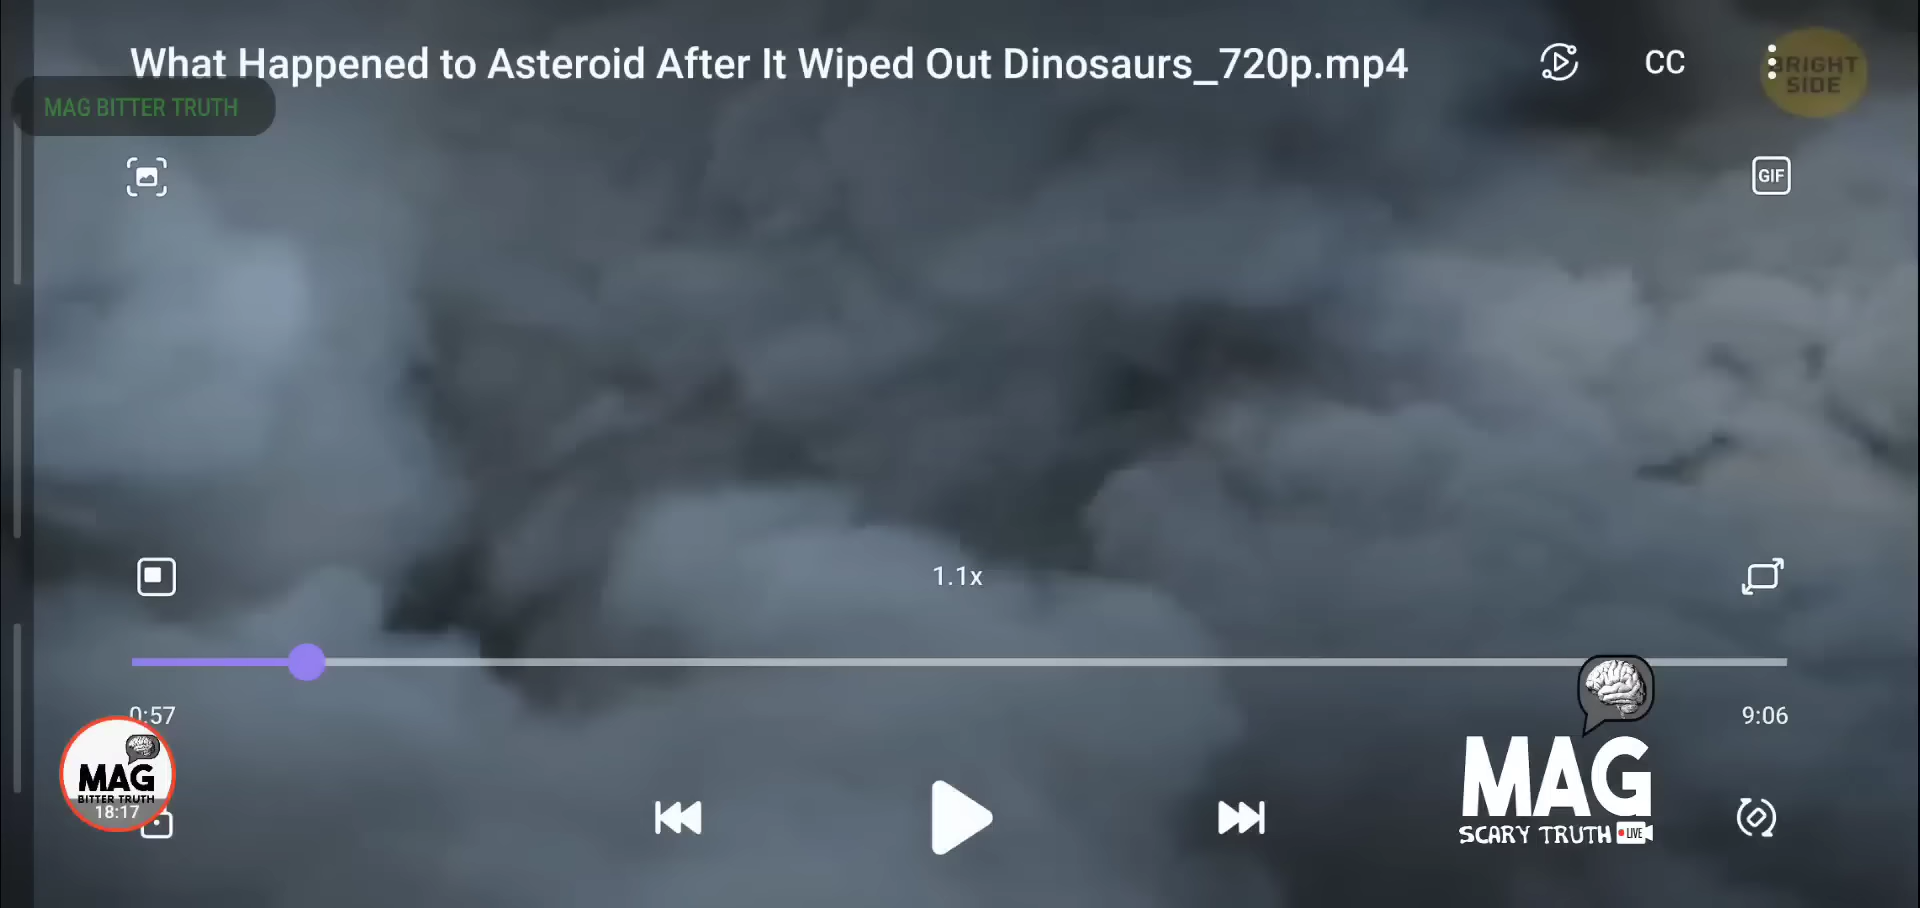 What Happened to Asteroid After It Wiped Out Dinosaurs_720p.mp4
CC
BRIGHT
SIDE
MAG BITTER TRUTH
GIF
1.1x
0:57
9:06
MAG
BITTER TRUTH
18:17
MAG
SCARY TRUTH LIVE